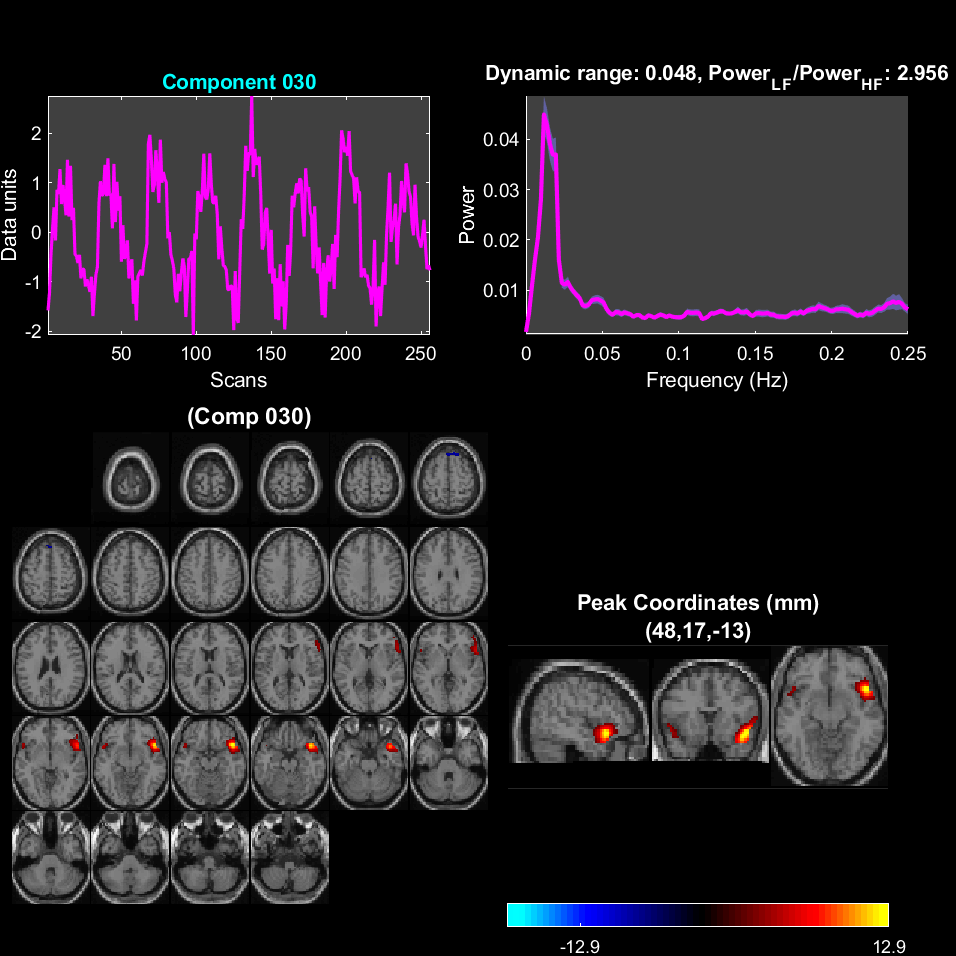 Component 030
Data units
2
1
0
-1
-2
50
100
150
200
250
Scans
Dynamic range: 0.048, PowerLF/PowerHF: 2.956
Power
0.04
0.03
0.02
0.01
0
0.05
0.1
0.15
0.2
0.25
Frequency (Hz)
(Comp 030)
Peak Coordinates (mm)
(48,17,-13)
-12.9
12.9